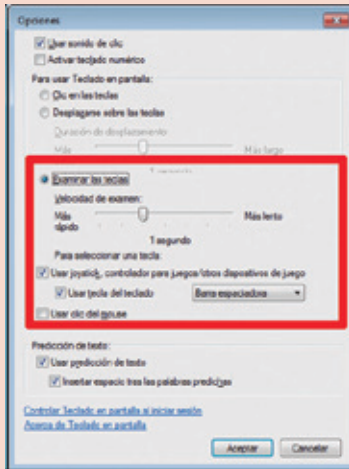 Opciones
Usar sonido de clic
Activar teclado numérico
Para usar Teclado en pantalla:
Clic en las teclas
Desplazarse sobre las teclas
Duración de desplazamiento
Más
Más largo
Examinar las teclas
Velocidad de examen:
Más rápido
Más lento
1 segundo
Para seleccionar una tecla:
Usar joystick, controlador para juegos/otros dispositivos de juego
Usar tecla del teclado
Barra espaciadora
Usar clic del mouse
Predicción de texto:
Usar predicción de texto
Insertar espacio tras las palabras predichas
Controlar Teclado en pantalla al iniciar sesión
Acerca de Teclado en pantalla
Aceptar
Cancelar